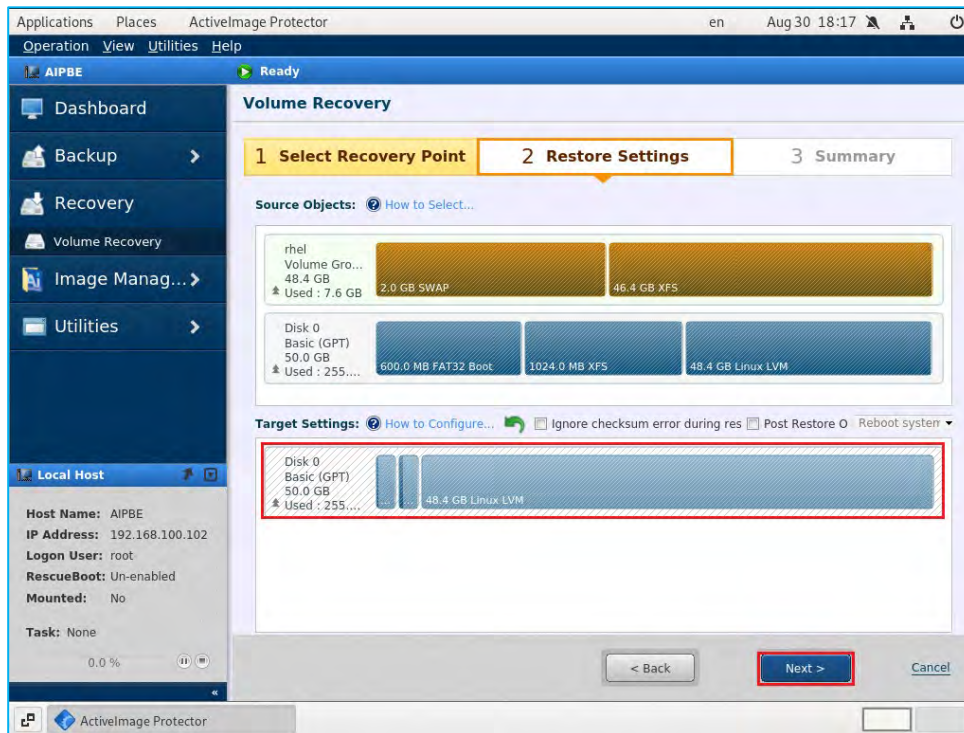 Applications Places ActiveImage Protector en Aug 30 18:17
Operation View Utilities Help
AIPBE
Ready
Dashboard
Backup
Recovery
Volume Recovery
Image Manag...
Utilities
Volume Recovery
1 Select Recovery Point
2 Restore Settings
3 Summary
Source Objects: How to Select...
rhel
Volume Gro...
48.4 GB
Used : 7.6 GB
2.0 GB SWAP
46.4 GB XFS
Disk 0
Basic (GPT)
50.0 GB
Used : 255....
600.0 MB FAT32 Boot
1024.0 MB XFS
48.4 GB Linux LVM
Target Settings: How to Configure... Ignore checksum error during res Post Restore O Reboot system
Disk 0
Basic (GPT)
50.0 GB
Used : 255....
...
...
48.4 GB Linux LVM
Local Host
Host Name: AIPBE
IP Address: 192.168.100.102
Logon User: root
RescueBoot: Un-enabled
Mounted: No
Task: None
0.0 %
«
< Back
Next >
Cancel
ActiveImage Protector